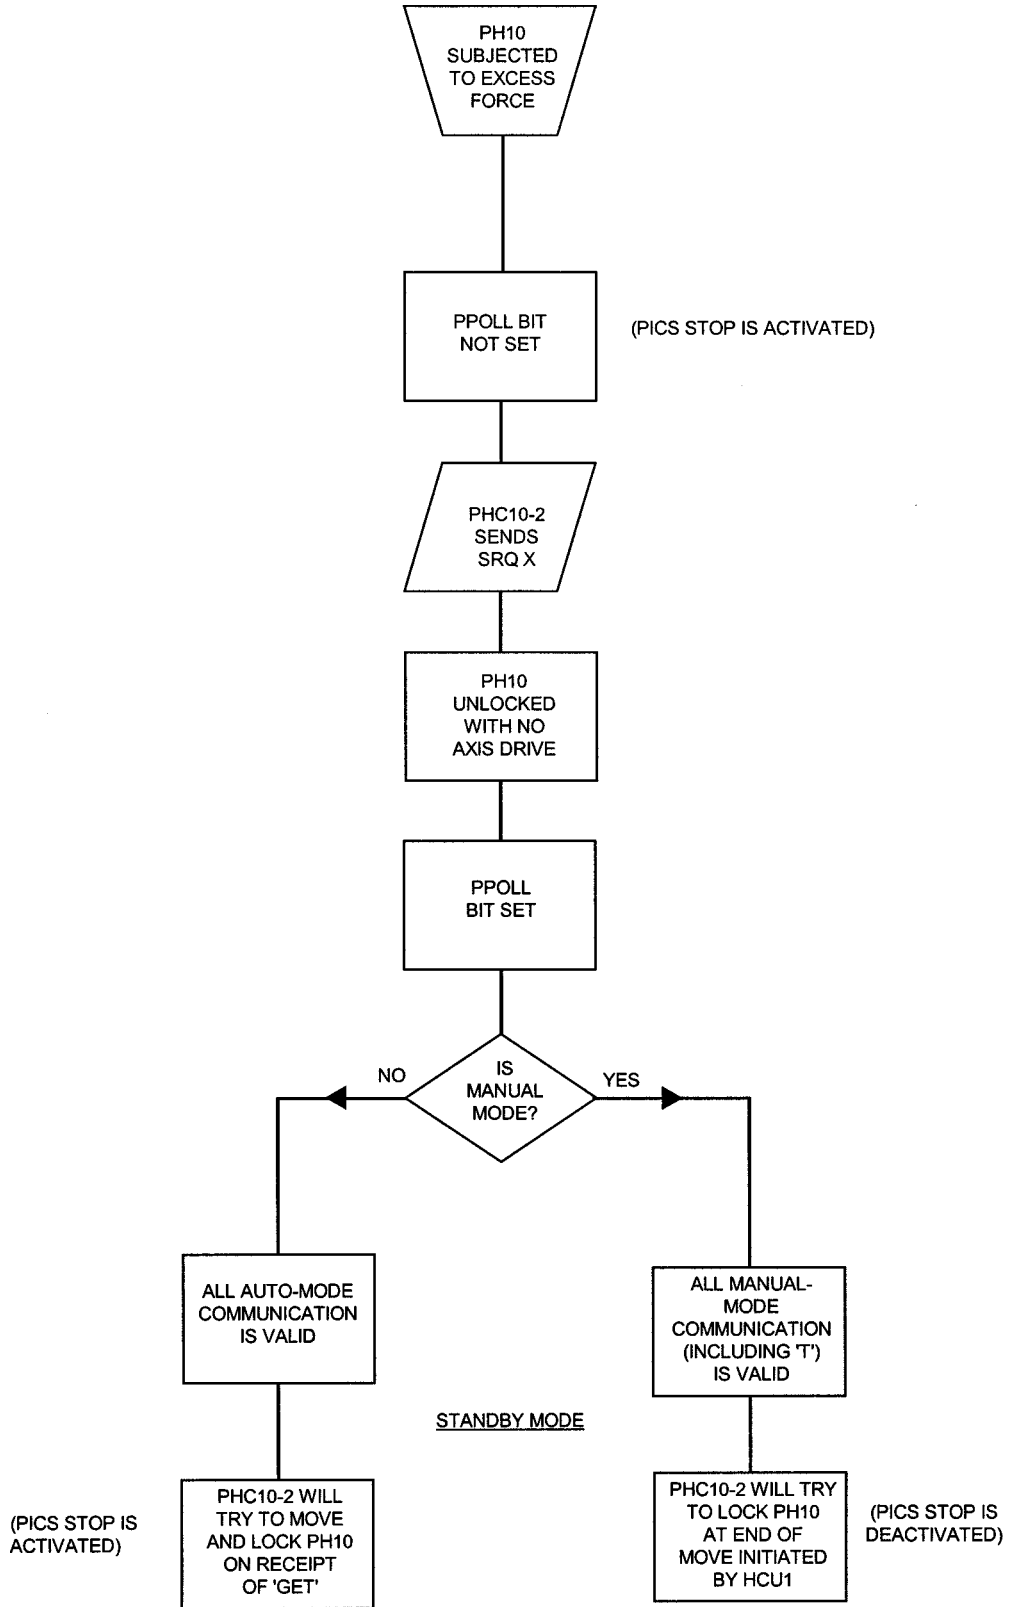 PH10
SUBJECTED
TO EXCESS
FORCE
PPOLL BIT
NOT SET
(PICS STOP IS ACTIVATED)
PHC10-2
SENDS
SRQ X
PH10
UNLOCKED
WITH NO
AXIS DRIVE
PPOLL
BIT SET
IS
MANUAL
MODE?
NO
YES
ALL AUTO-MODE
COMMUNICATION
IS VALID
ALL MANUAL-
MODE
COMMUNICATION
(INCLUDING 'T')
IS VALID
STANDBY MODE
(PICS STOP IS
ACTIVATED)
PHC10-2 WILL
TRY TO MOVE
AND LOCK PH10
ON RECEIPT
OF 'GET'
PHC10-2 WILL TRY
TO LOCK PH10
AT END OF
MOVE INITIATED
BY HCU1
(PICS STOP IS
DEACTIVATED)